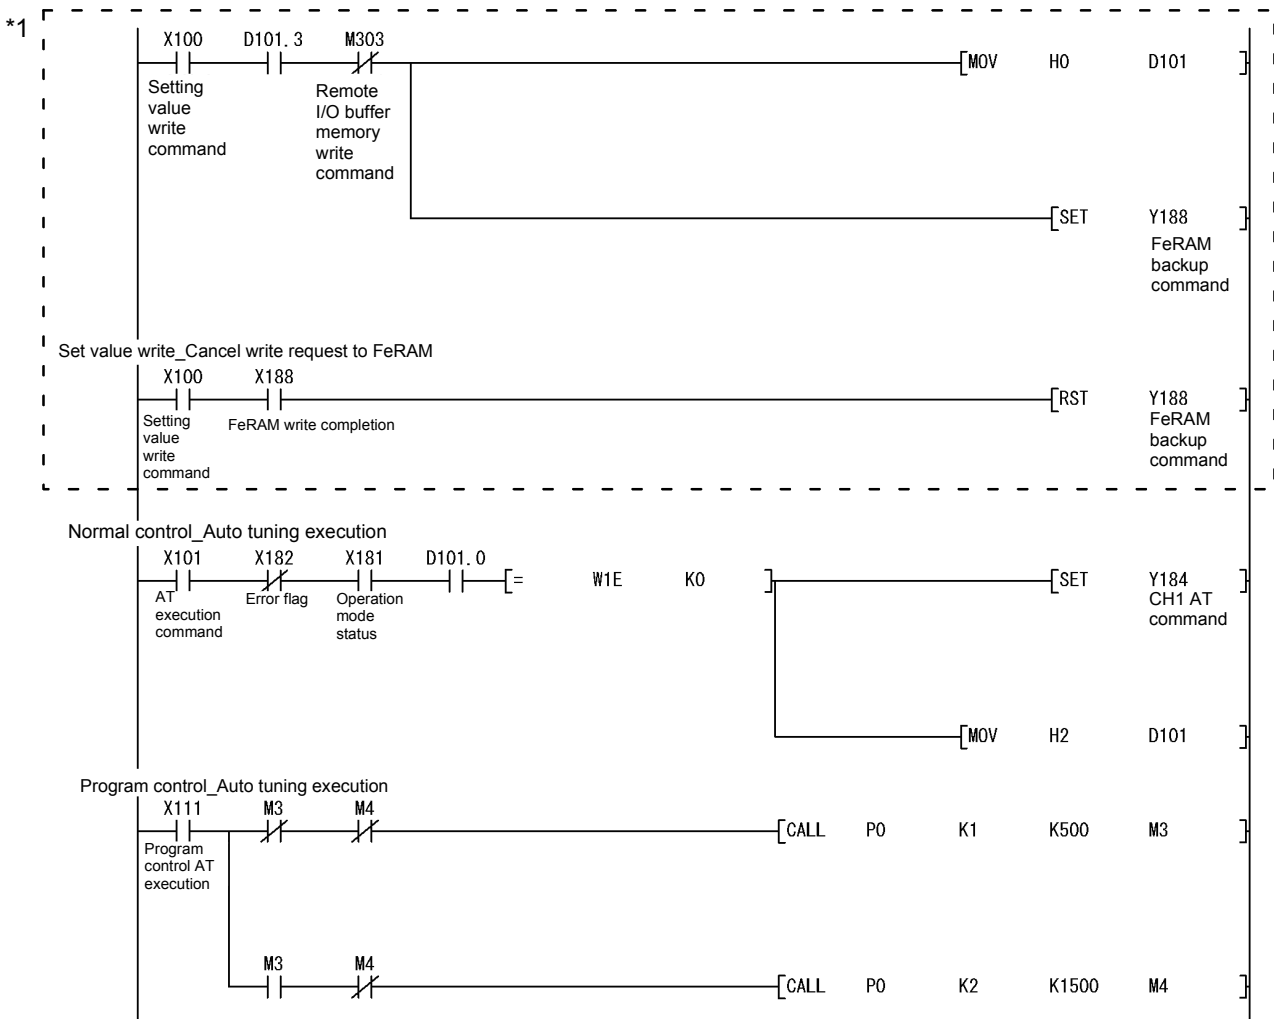 *1
X100 D101.3 M303
[MOV H0 D101 ]
Setting
value
write
command
Remote
I/O buffer
memory
write
command
[SET Y188 ]
FeRAM
backup
command
Set value write_Cancel write request to FeRAM
X100 X188
[RST Y188 ]
Setting
value
write
command
FeRAM write completion
FeRAM
backup
command
Normal control_Auto tuning execution
X101 X182 X181 D101.0
[= W1E K0 ] [SET Y184 ]
AT
execution
command
Error flag
Operation
mode
status
CH1 AT
command
[MOV H2 D101 ]
Program control_Auto tuning execution
X111 M3 M4
[CALL P0 K1 K500 M3 ]
Program
control AT
execution
M3 M4
[CALL P0 K2 K1500 M4 ]